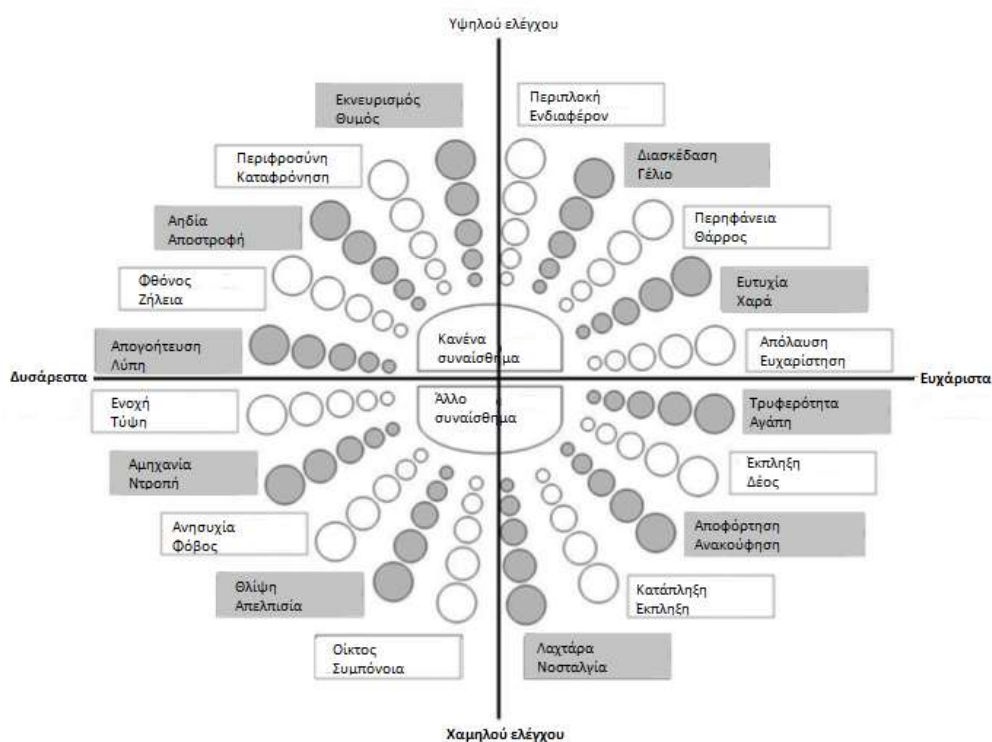 Υψηλού ελέγχου
Εκνευρισμός
Θυμός
Περιπλοκή
Ενδιαφέρον
Περιφροσύνη
Καταφρόνηση
Διασκέδαση
Γέλιο
Αηδία
Αποστροφή
Περηφάνεια
Θάρρος
Φθόνος
Ζήλεια
Ευτυχία
Χαρά
Απογοήτευση
Λύπη
Κανένα
συναίσθημα
Απόλαυση
Ευχαρίστηση
Δυσάρεστα
Ευχάριστα
Ενοχή
Τύψη
Άλλο
συναίσθημα
Τρυφερότητα
Αγάπη
Αμηχανία
Ντροπή
Έκπληξη
Δέος
Ανησυχία
Φόβος
Αποφόρτηση
Ανακούφηση
Θλίψη
Απελπισία
Κατάπληξη
Εκπληξη
Οίκτος
Συμπόνοια
Λαχτάρα
Νοσταλγία
Χαμηλού ελέγχου